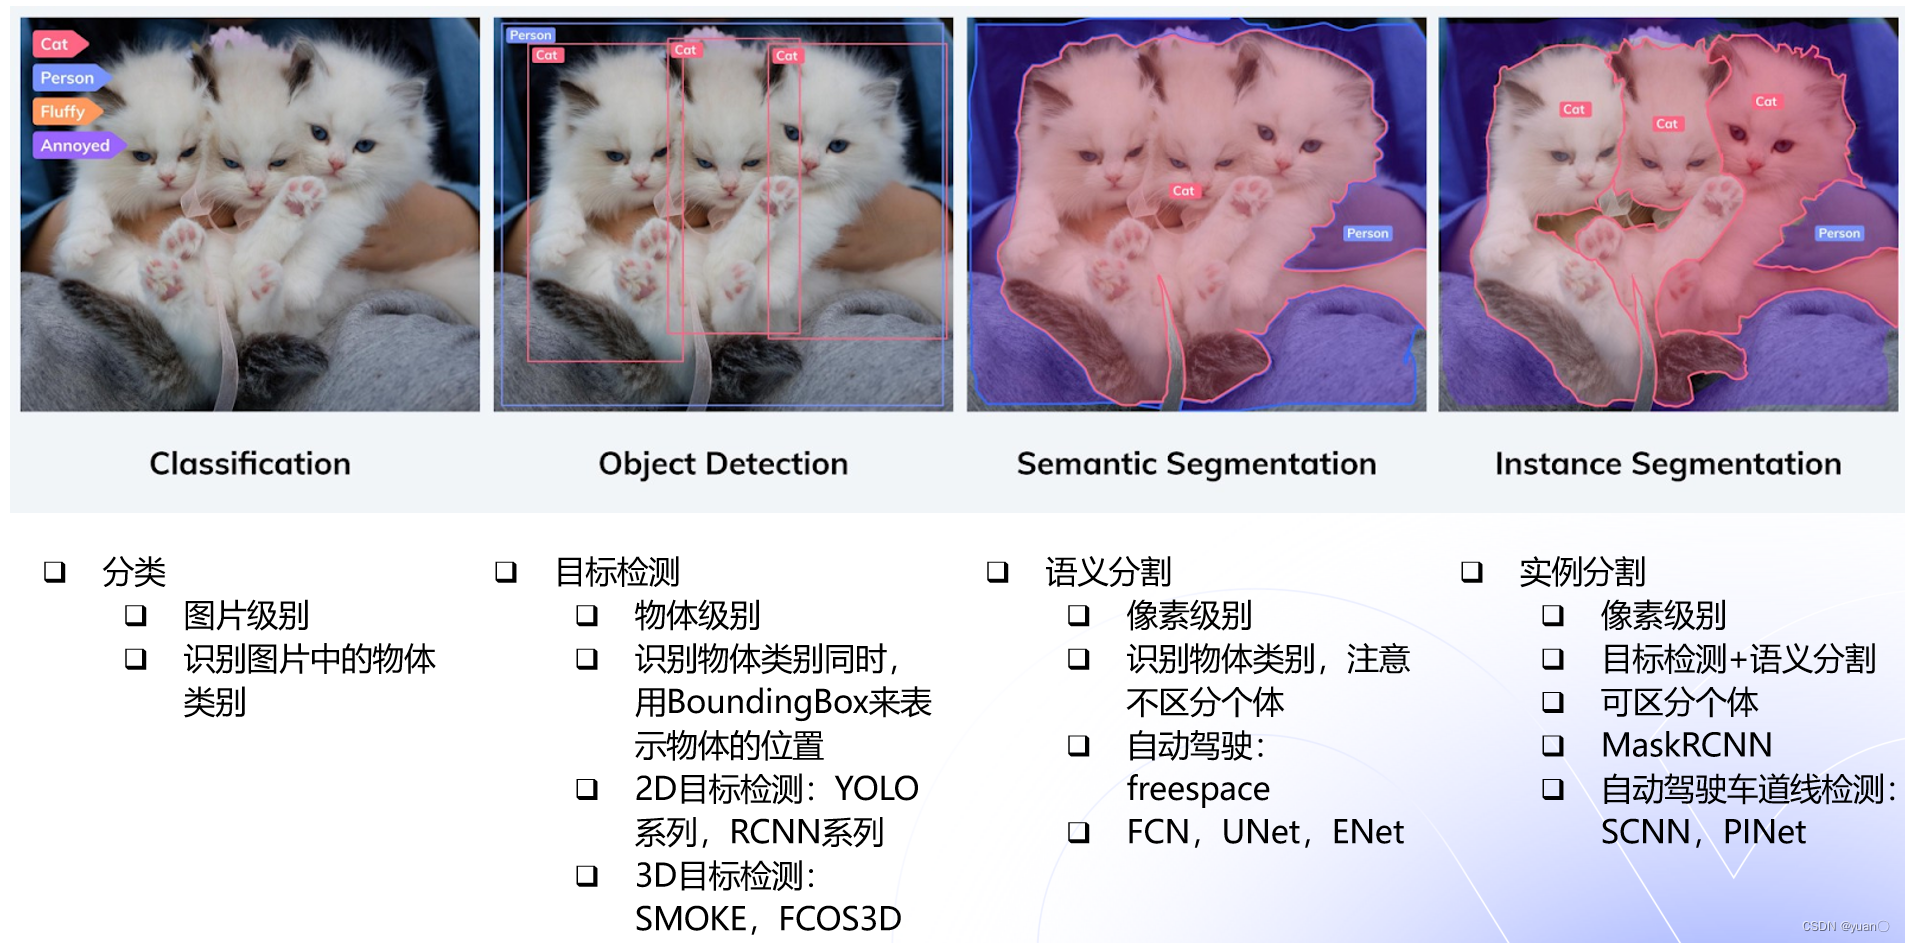 Cat
Person
Fluffy
Annoyed
Person
Cat
Cat
Cat
Cat
Person
Cat
Cat
Cat
Person
Classification
Object Detection
Semantic Segmentation
Instance Segmentation
❑ 分类
❑ 图片级别
❑ 识别图片中的物体
类别
❑ 目标检测
❑ 物体级别
❑ 识别物体类别同时，
用BoundingBox来表
示物体的位置
❑ 2D目标检测：YOLO
系列，RCNN系列
❑ 3D目标检测：
SMOKE，FCOS3D
❑ 语义分割
❑ 像素级别
❑ 识别物体类别，注意
不区分个体
❑ 自动驾驶：
freespace
❑ FCN，UNet，ENet
❑ 实例分割
❑ 像素级别
❑ 目标检测+语义分割
❑ 可区分个体
❑ MaskRCNN
❑ 自动驾驶车道线检测：
SCNN，PINet
CSDN @yuan〇